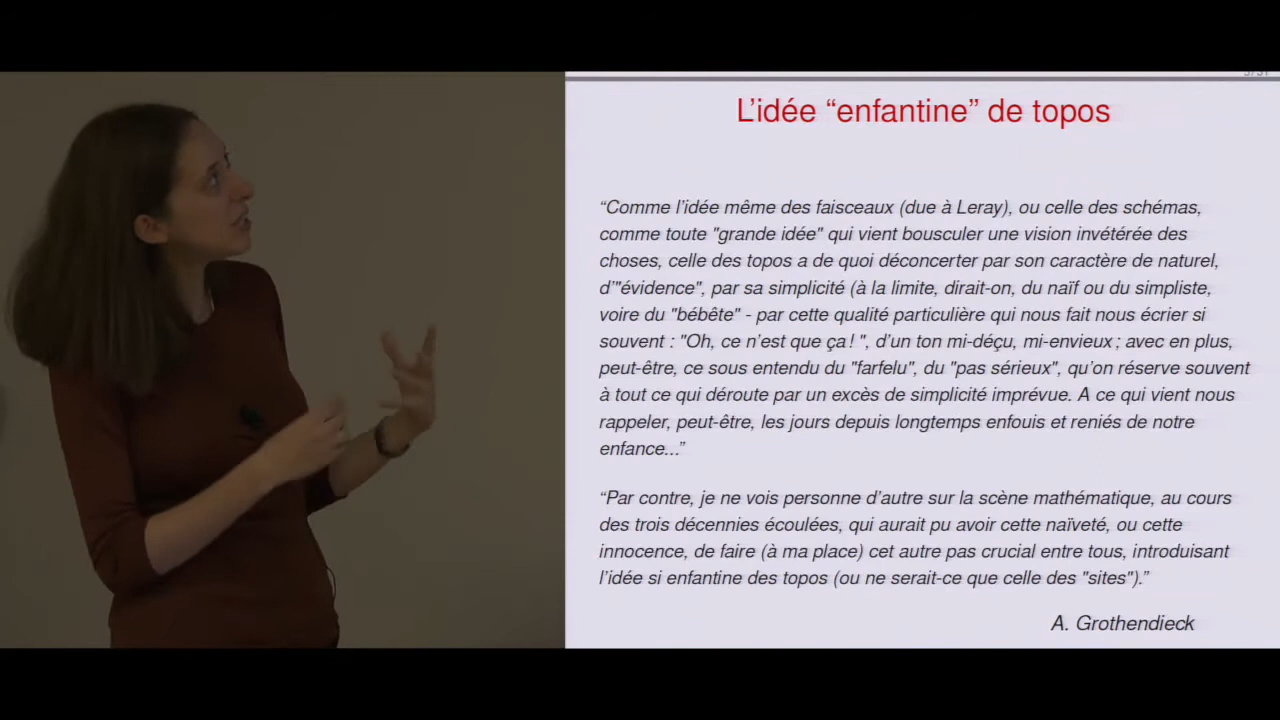 L'idée “enfantine” de topos
“Comme l'idée même des faisceaux (due à Leray), ou celle des schémas,
comme toute "grande idée" qui vient bousculer une vision invétérée des
choses, celle des topos a de quoi déconcerter par son caractère de naturel,
d'"évidence", par sa simplicité (à la limite, dirait-on, du naïf ou du simpliste,
voire du "bébête" - par cette qualité particulière qui nous fait nous écrier si
souvent : "Oh, ce n'est que ça ! ", d'un ton mi-déçu, mi-envieux ; avec en plus,
peut-être, ce sous entendu du "farfelu", du "pas sérieux", qu'on réserve souvent
à tout ce qui déroute par un excès de simplicité imprévue. A ce qui vient nous
rappeler, peut-être, les jours depuis longtemps enfouis et reniés de notre
enfance...”
“Par contre, je ne vois personne d'autre sur la scène mathématique, au cours
des trois décennies écoulées, qui aurait pu avoir cette naïveté, ou cette
innocence, de faire (à ma place) cet autre pas crucial entre tous, introduisant
l'idée si enfantine des topos (ou ne serait-ce que celle des "sites").”
A. Grothendieck